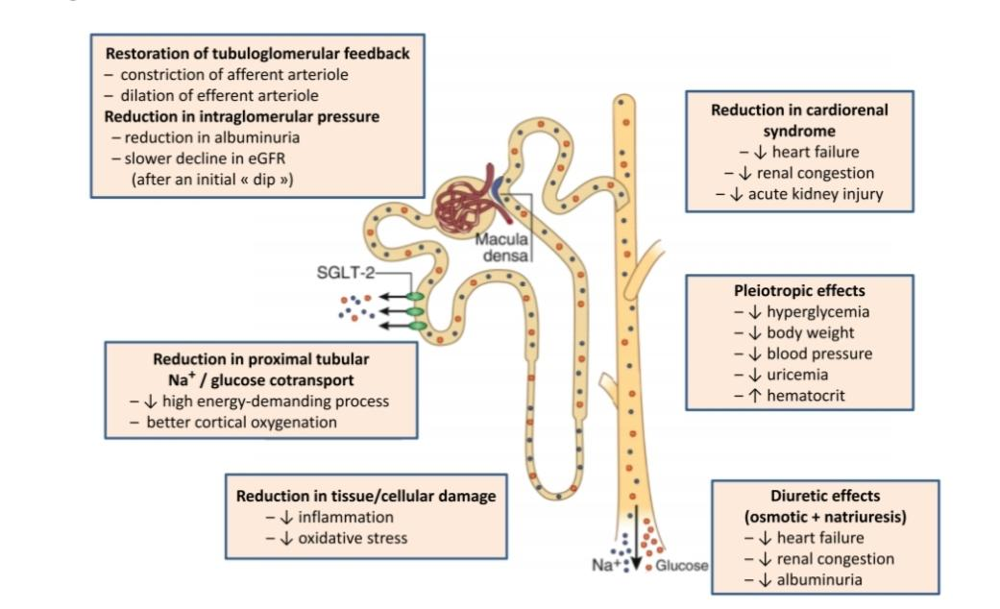 Restoration of tubuloglomerular feedback
– constriction of afferent arteriole
– dilation of efferent arteriole
Reduction in intraglomerular pressure
– reduction in albuminuria
– slower decline in eGFR
(after an initial « dip »)
Reduction in cardiorenal
syndrome
– ↓ heart failure
– ↓ renal congestion
– ↓ acute kidney injury
Macula
densa
SGLT-2
Pleiotropic effects
– ↓ hyperglycemia
– ↓ body weight
– ↓ blood pressure
– ↓ uricemia
– ↑ hematocrit
Reduction in proximal tubular
Na⁺ / glucose cotransport
– ↓ high energy-demanding process
– better cortical oxygenation
Reduction in tissue/cellular damage
– ↓ inflammation
– ↓ oxidative stress
Diuretic effects
(osmotic + natriuresis)
– ↓ heart failure
– ↓ renal congestion
– ↓ albuminuria
Na⁺
Glucose